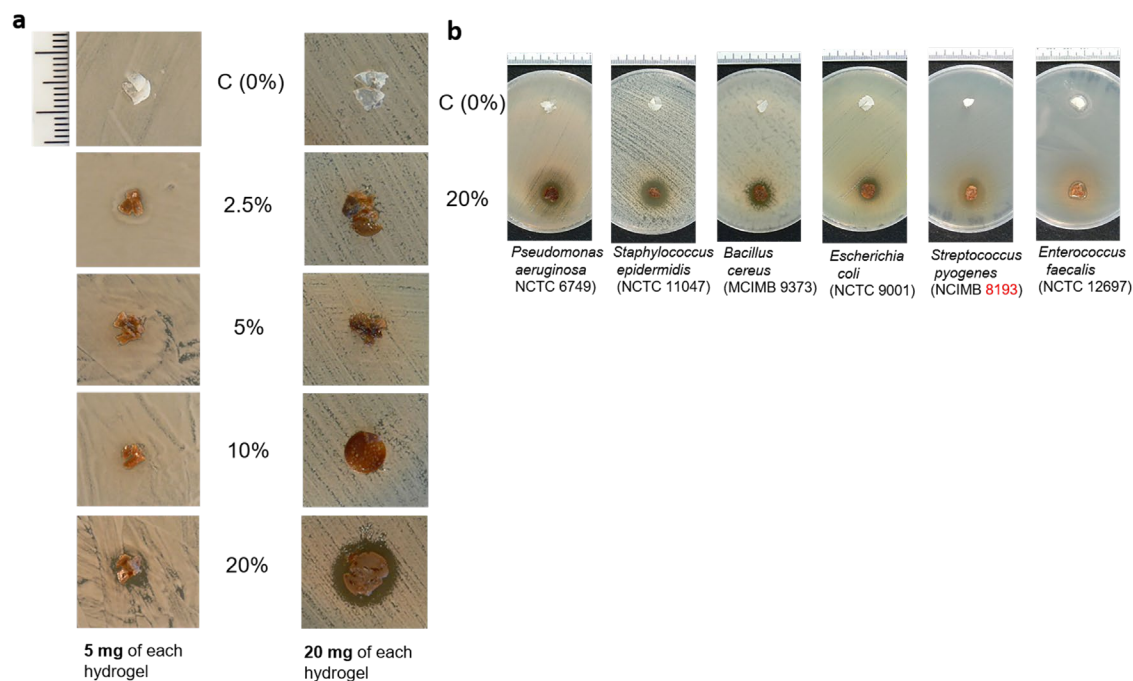 a
b
C (0%)
2.5%
5%
10%
20%
5 mg of each
hydrogel
20 mg of each
hydrogel
C (0%)
20%
Pseudomonas
aeruginosa
NCTC 6749)
Staphylococcus
epidermidis
(NCTC 11047)
Bacillus
cereus
(MCIMB 9373)
Escherichia
coli
(NCTC 9001)
Streptococcus
pyogenes
(NCIMB 8193)
Enterococcus
faecalis
(NCTC 12697)